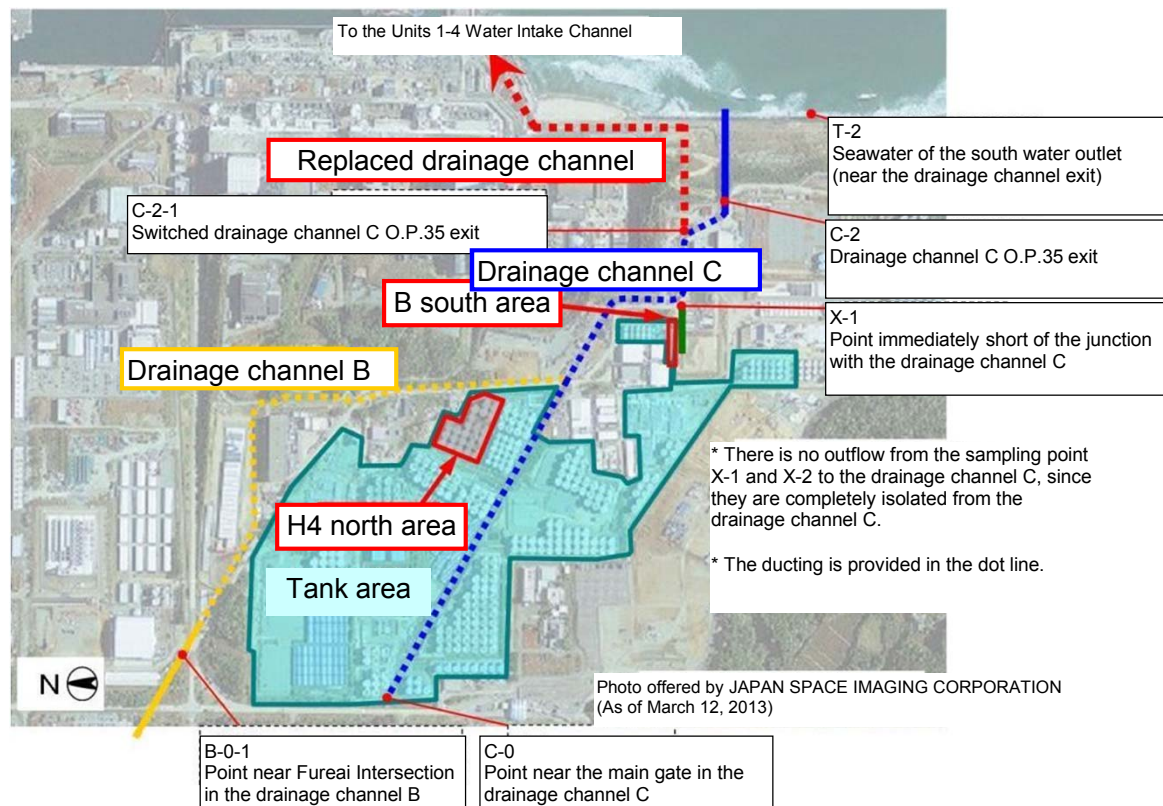 To the Units 1-4 Water Intake Channel
T-2
Seawater of the south water outlet
(near the drainage channel exit)
Replaced drainage channel
C-2-1
Switched drainage channel C O.P.35 exit
C-2
Drainage channel C O.P.35 exit
Drainage channel C
B south area
X-1
Point immediately short of the junction
with the drainage channel C
Drainage channel B
* There is no outflow from the sampling point
X-1 and X-2 to the drainage channel C, since
they are completely isolated from the
drainage channel C.
* The ducting is provided in the dot line.
H4 north area
Tank area
N
Photo offered by JAPAN SPACE IMAGING CORPORATION
(As of March 12, 2013)
B-0-1
Point near Fureai Intersection
in the drainage channel B
C-0
Point near the main gate in the
drainage channel C